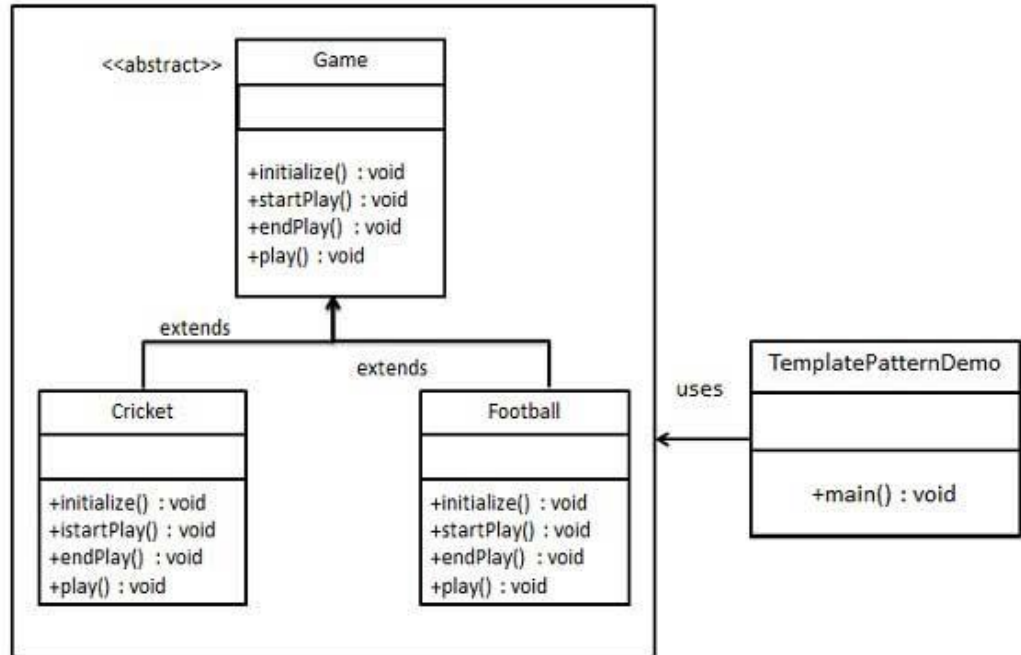 Game
<<abstract>>
+initialize() : void
+startPlay() : void
+endPlay() : void
+play() : void
extends
extends
Cricket
+initialize() : void
+istartPlay() : void
+endPlay() : void
+play() : void
Football
+initialize() : void
+startPlay() : void
+endPlay() : void
+play() : void
uses
TemplatePatternDemo
+main() : void